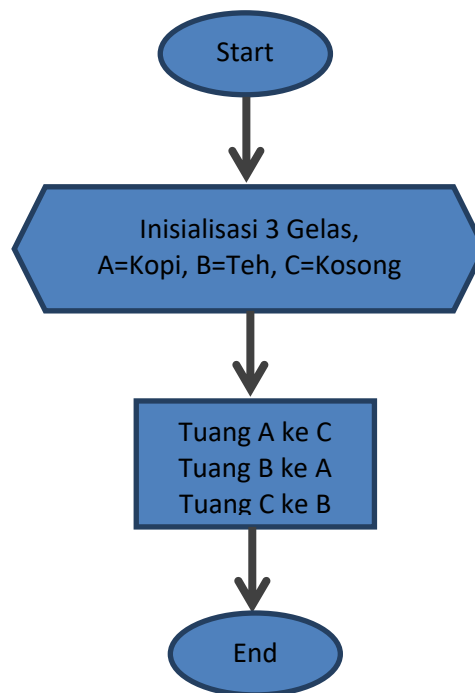 Start
Inisialisasi 3 Gelas,
A=Kopi, B=Teh, C=Kosong
Tuang A ke C
Tuang B ke A
Tuang C ke B
End